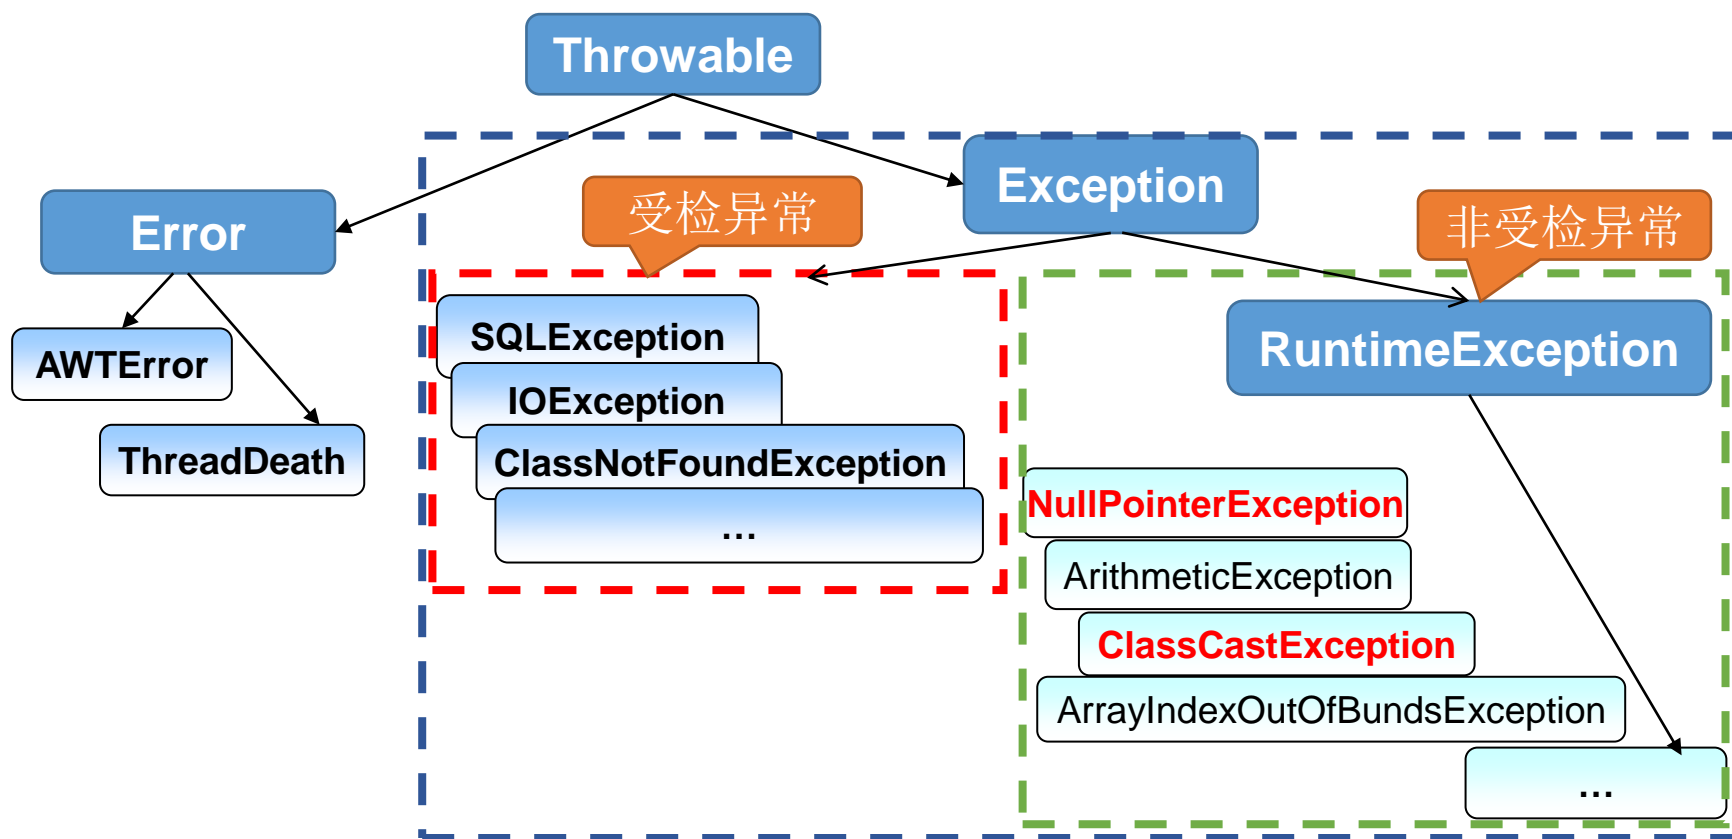 Throwable
Exception
受检异常
非受检异常
Error
SQLException
RuntimeException
AWTError
IOException
ThreadDeath
ClassNotFoundException
...
NullPointerException
ArithmeticException
ClassCastException
ArrayIndexOutOfBundsException
...